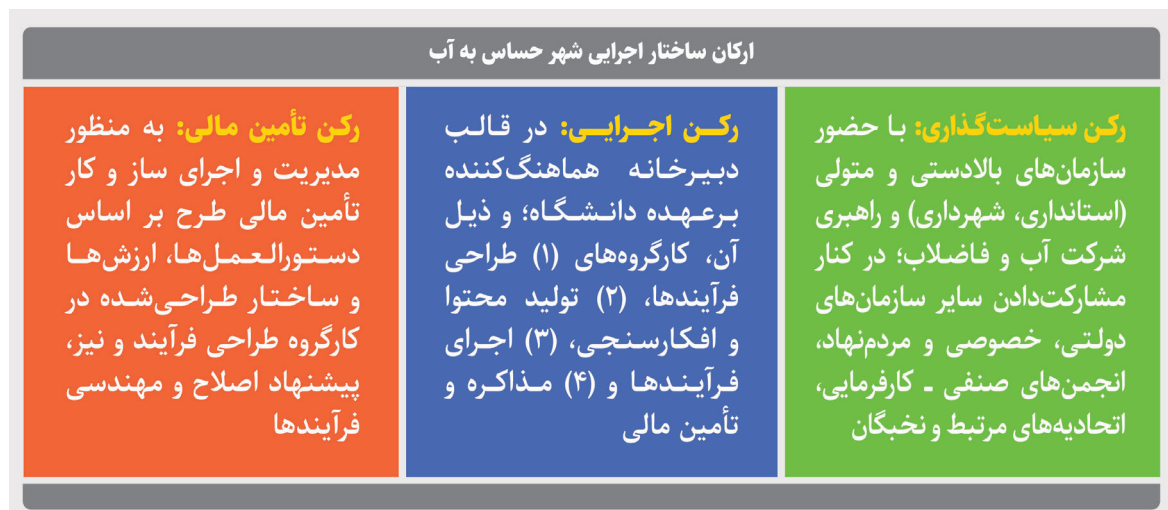 ارکان ساختار اجرایی شهر حساس به آب
رکن سیاست‌گذاری: با حضور
سازمان‌های بالادستی و متولی
(استانداری، شهرداری) و راهبری
شرکت آب و فاضلاب؛ در کنار
مشارکت‌دادن سایر سازمان‌های
دولتی، خصوصی و مردم‌نهاد،
انجمن‌های صنفی ـ کارفرمایی،
اتحادیه‌های مرتبط و نخبگان
رکن اجرایی: در قالب
دبیرخانه هماهنگ‌کننده
برعهده دانشگاه؛ و ذیل
آن، کارگروه‌های (۱) طراحی
فرآیندها، (۲) تولید محتوا
و افکارسنجی، (۳) اجرای
فرآیندها و (۴) مذاکره و
تأمین مالی
رکن تأمین مالی: به منظور
مدیریت و اجرای ساز و کار
تأمین مالی طرح بر اساس
دستورالعمل‌ها، ارزش‌ها
و ساختار طراحی‌شده در
کارگروه طراحی فرآیند و نیز،
پیشنهاد اصلاح و مهندسی
فرآیندها